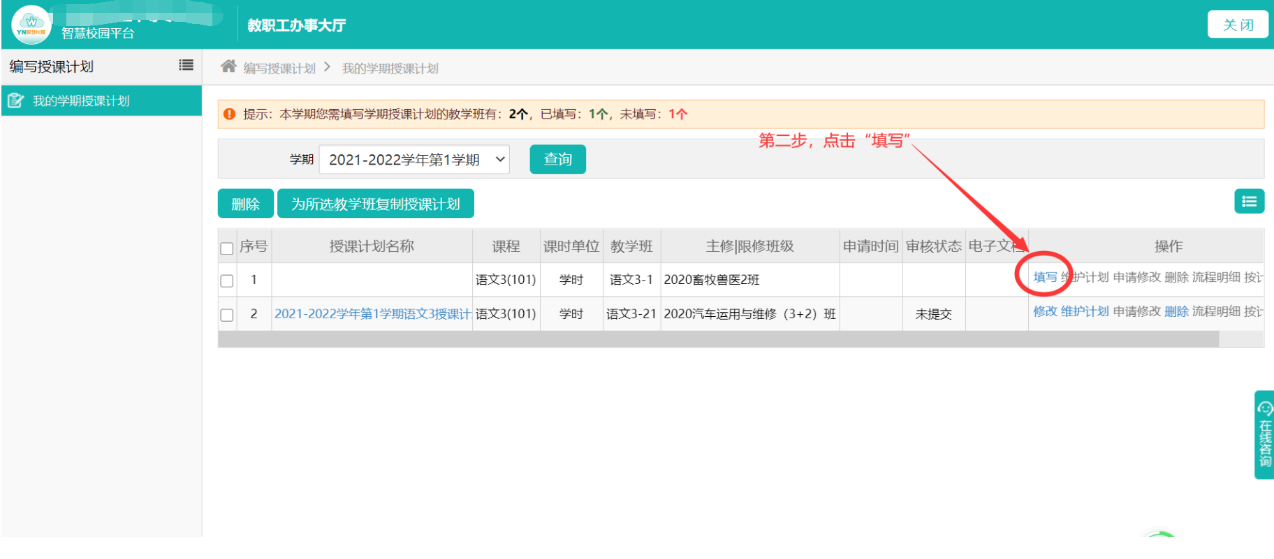 智慧校园平台
教职工办事大厅
关闭
编写授课计划
编写授课计划 > 我的学期授课计划
我的学期授课计划
提示：本学期您需填写学期授课计划的教学班有：2个，已填写：1个，未填写：1个
第二步，点击“填写”
学期 2021-2022学年第1学期 查询
删除 为所选教学班复制授课计划
序号 授课计划名称 课程 课时单位 教学班 主修|限修班级 申请时间 审核状态 电子文档 操作
1 语文3(101) 学时 语文3-1 2020畜牧兽医2班 填写 维护计划 申请修改 删除 流程明细 按
2 2021-2022学年第1学期语文3授课计 语文3(101) 学时 语文3-21 2020汽车运用与维修（3+2）班 未提交 修改 维护计划 申请修改 删除 流程明细 按
在线咨询